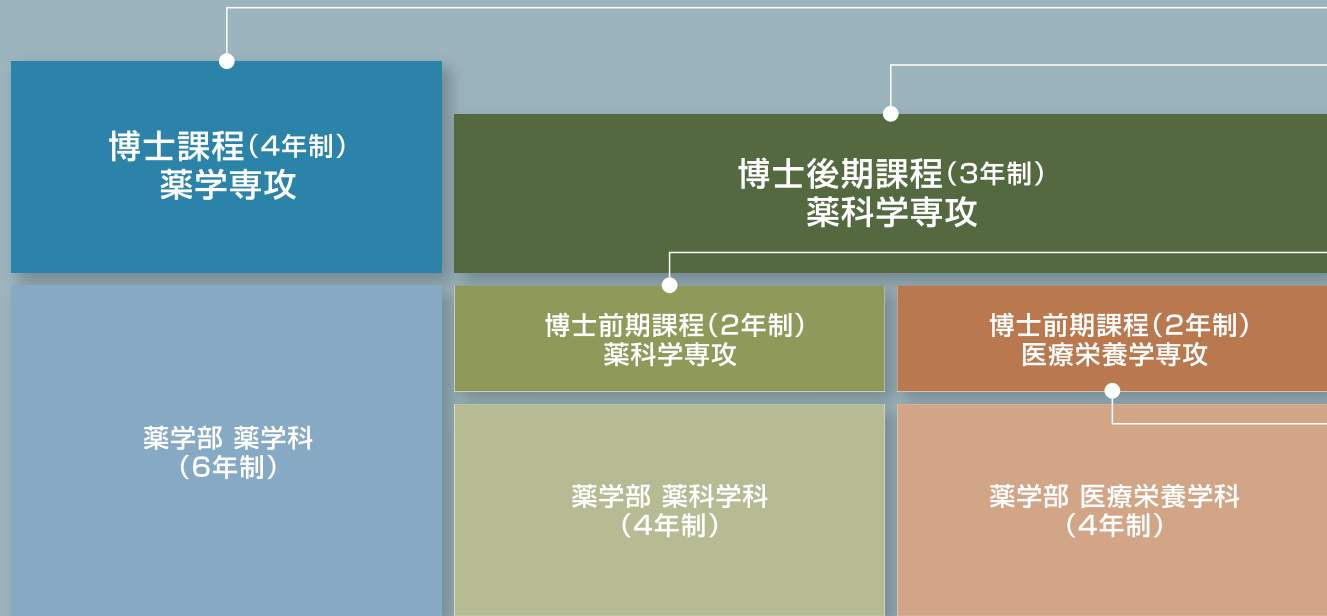 博士課程（4年制）
薬学専攻
博士後期課程（3年制）
薬科学専攻
博士前期課程（2年制）
薬科学専攻
博士前期課程（2年制）
医療栄養学専攻
薬学部 薬学科
（6年制）
薬学部 薬科学科
（4年制）
薬学部 医療栄養学科
（4年制）